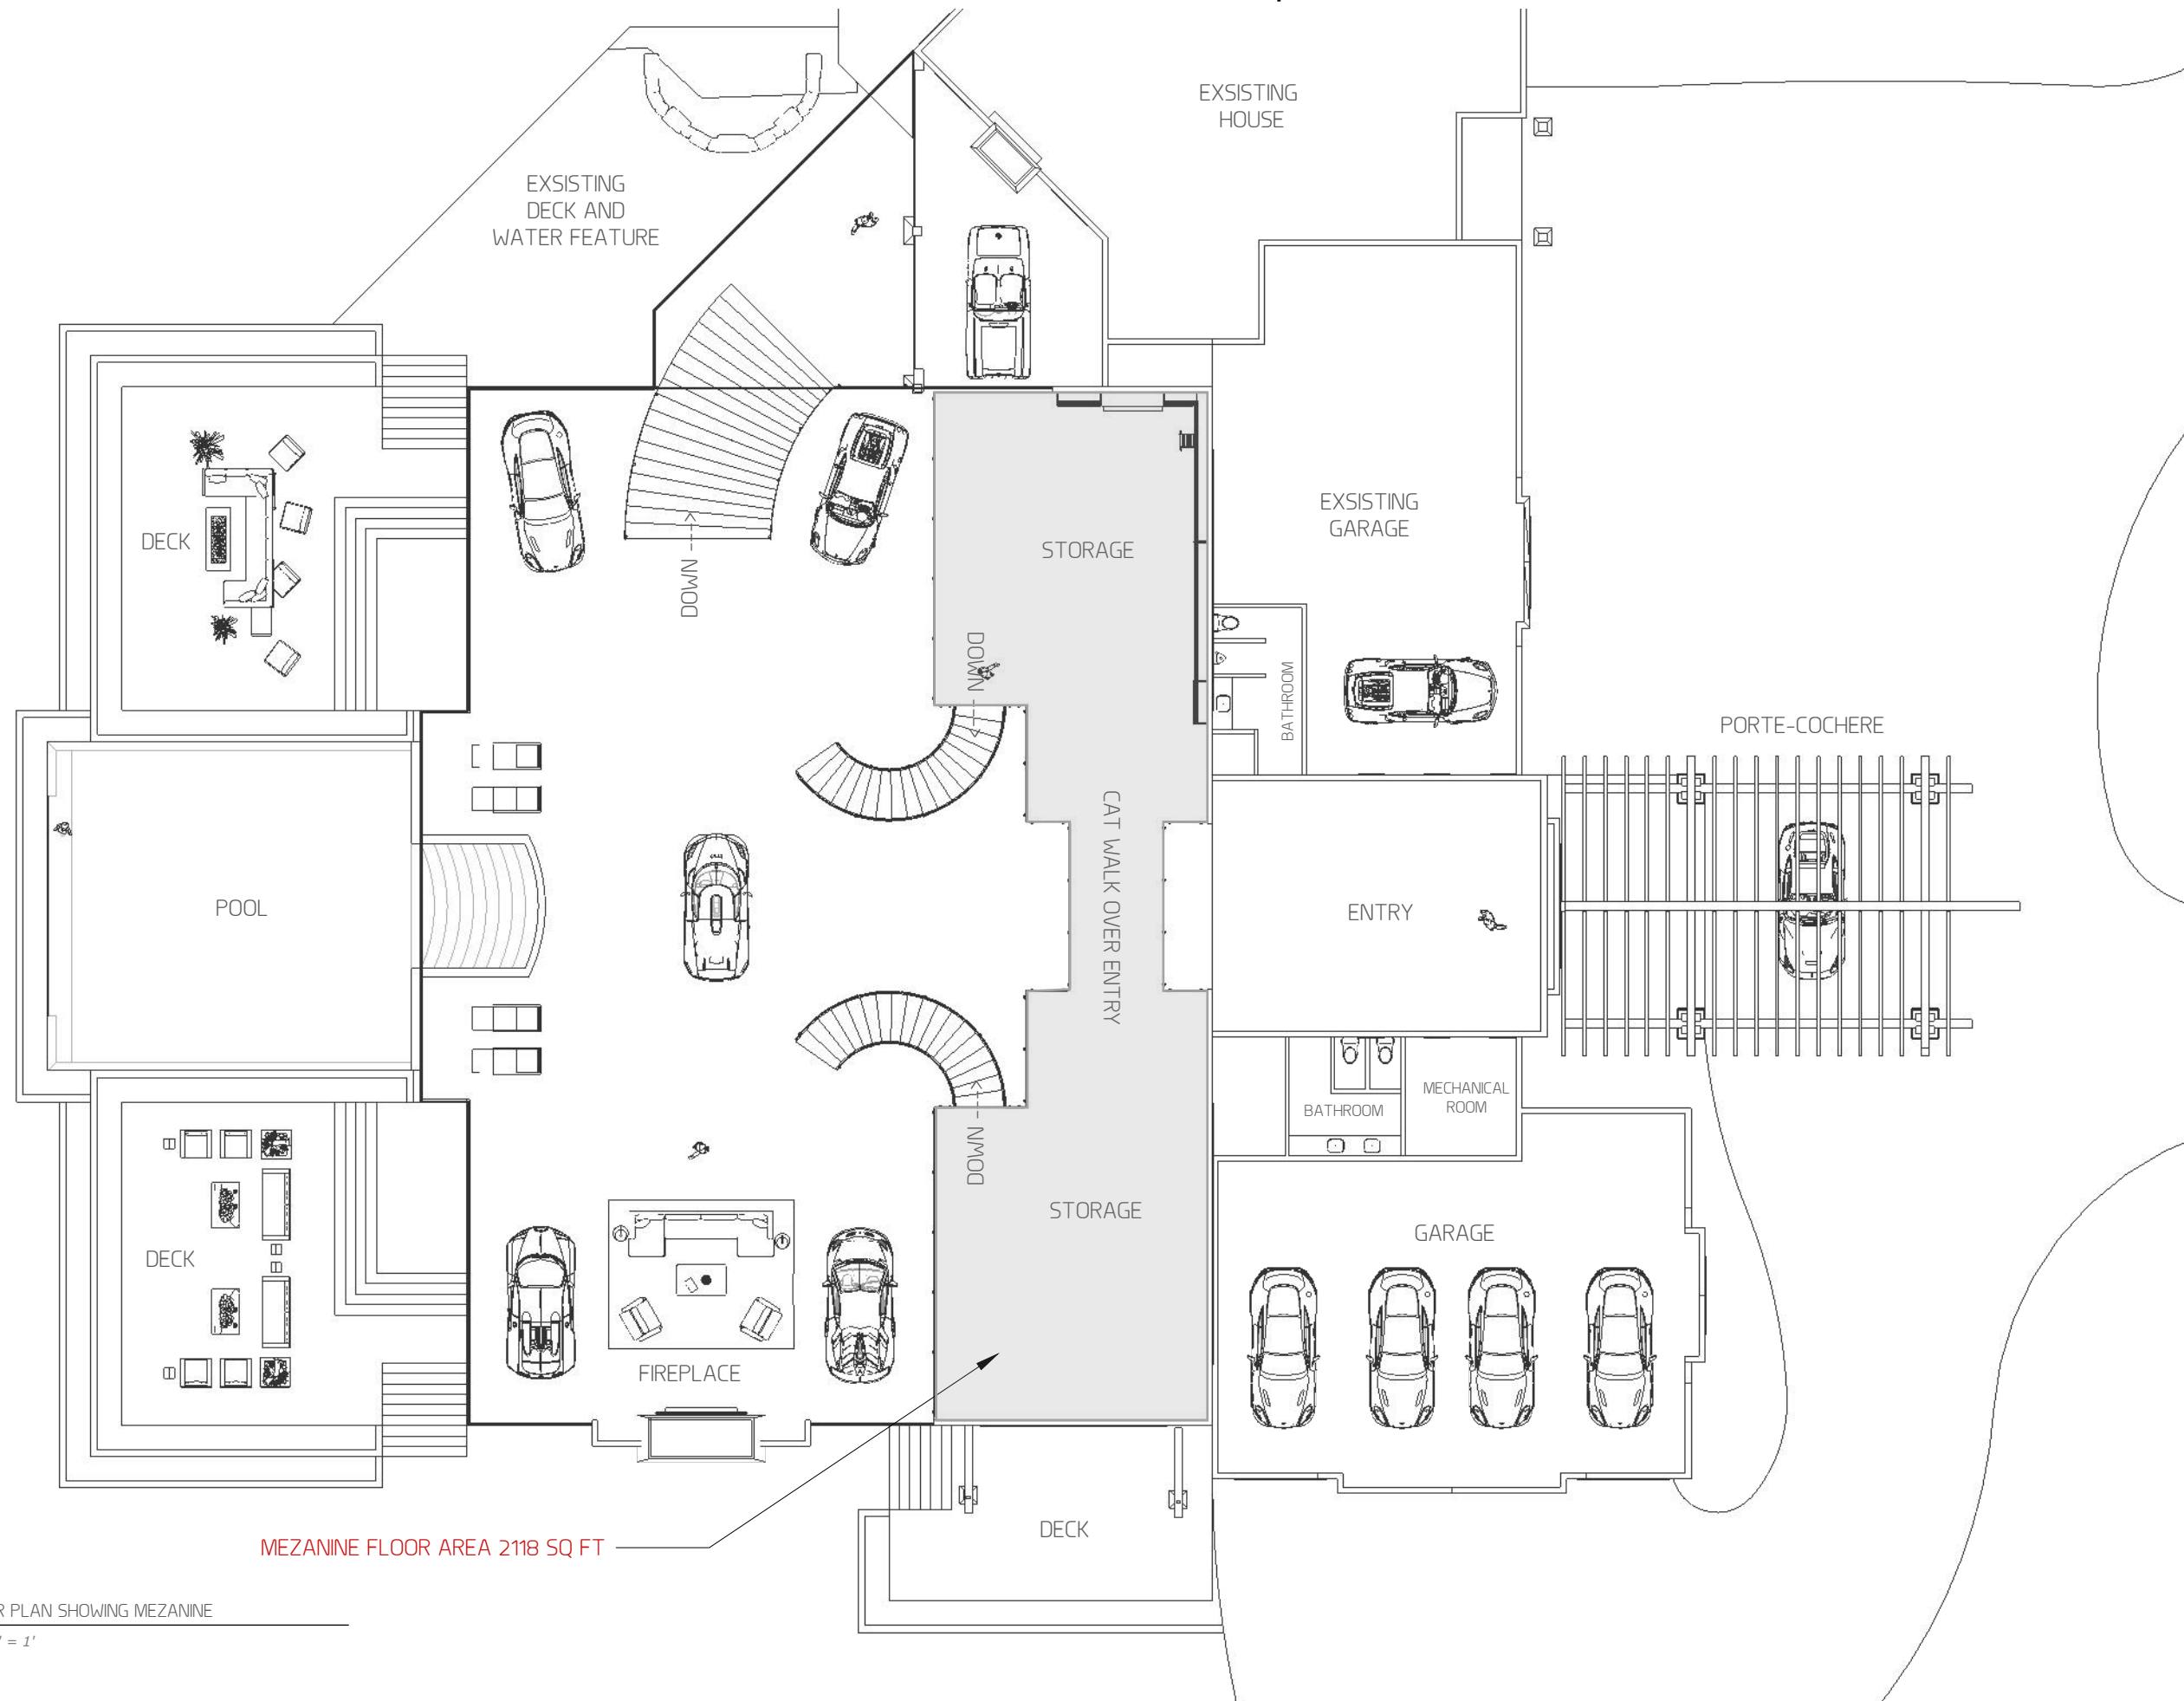 EXSISTING
HOUSE
EXSISTING
DECK AND
WATER FEATURE
DECK
DOWN
STORAGE
EXSISTING
GARAGE
DOWN
BATHROOM
PORTE-COCHERE
CAT WALK OVER ENTRY
POOL
ENTRY
MECHANICAL
ROOM
BATHROOM
DOWN
STORAGE
GARAGE
DECK
FIREPLACE
DECK
MEZANINE FLOOR AREA 2118 SQ FT
R PLAN SHOWING MEZANINE
" = 1'